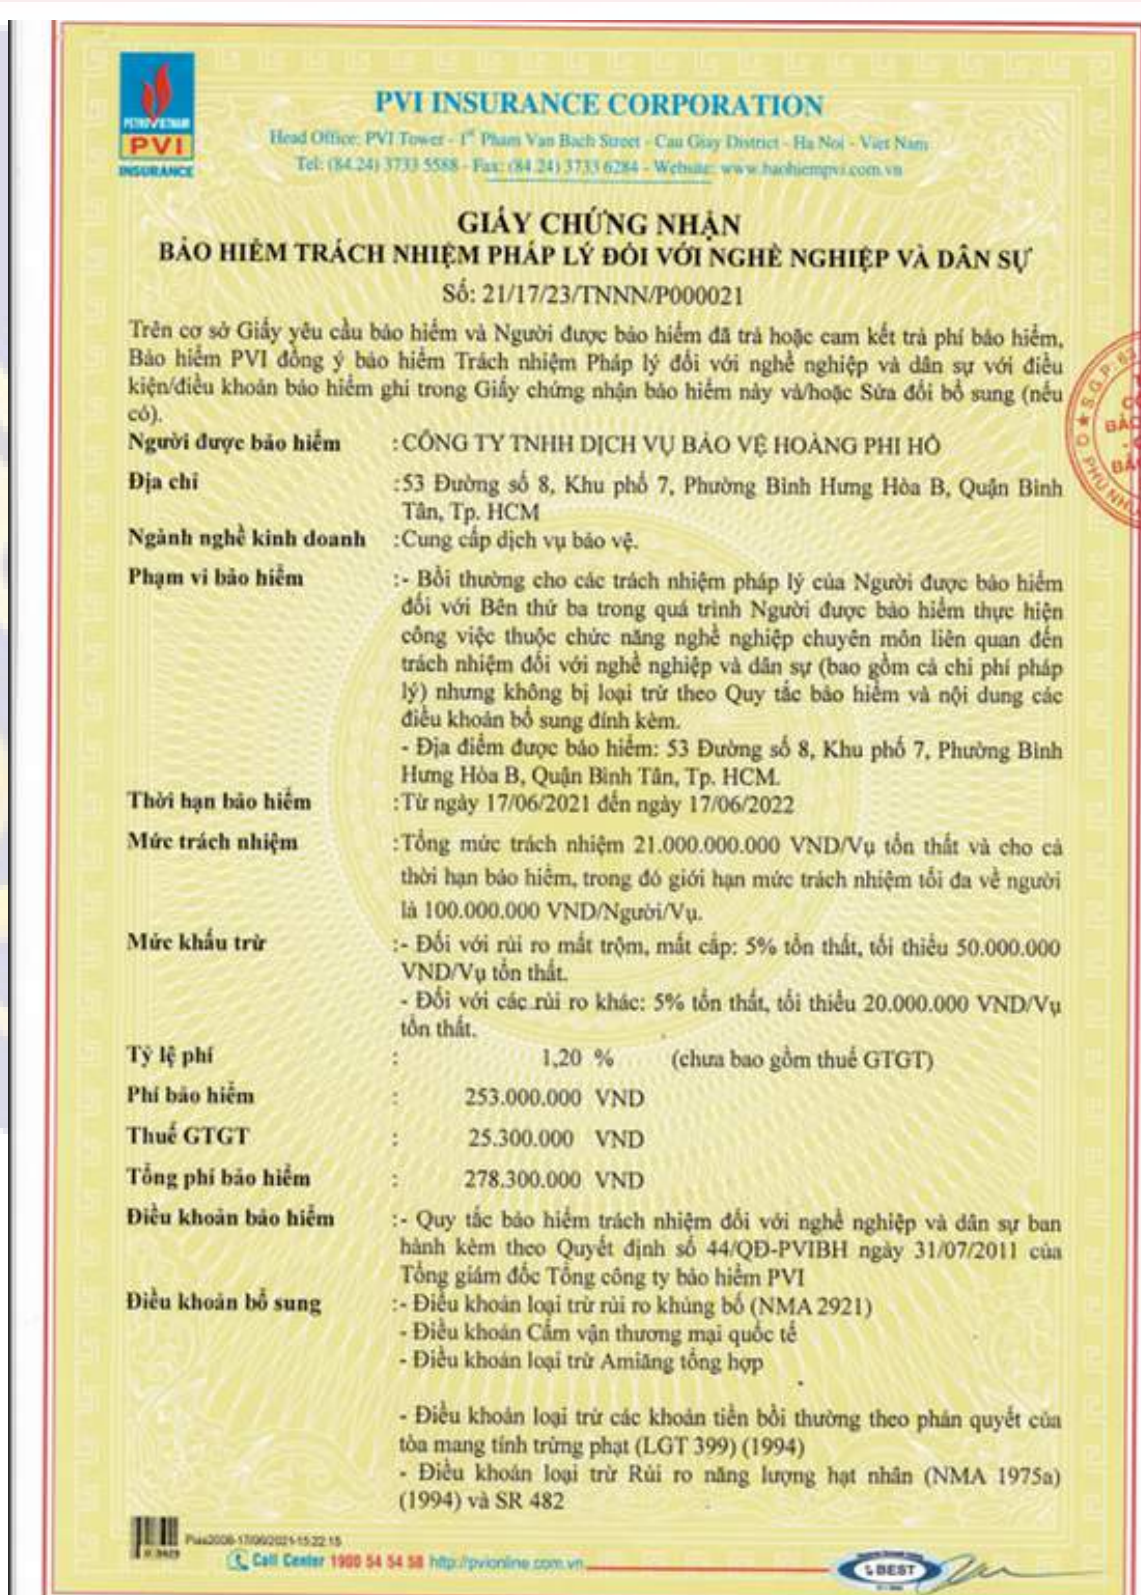 PETROVIETNAM
PVI
INSURANCE
PVI INSURANCE CORPORATION
Head Office: PVI Tower - 1st Pham Van Bach Street - Cau Giay District - Ha Noi - Viet Nam
Tel: (84.24) 3733 5588 - Fax: (84.24) 3733 6284 - Website: www.baohiempvi.com.vn
GIẤY CHỨNG NHẬN
BẢO HIỂM TRÁCH NHIỆM PHÁP LÝ ĐỐI VỚI NGHỀ NGHIỆP VÀ DÂN SỰ
Số: 21/17/23/TNNN/P000021
Trên cơ sở Giấy yêu cầu bảo hiểm và Người được bảo hiểm đã trả hoặc cam kết trả phí bảo hiểm,
Bảo hiểm PVI đồng ý bảo hiểm Trách nhiệm Pháp lý đối với nghề nghiệp và dân sự với điều
kiện/điều khoản bảo hiểm ghi trong Giấy chứng nhận bảo hiểm này và/hoặc Sửa đổi bổ sung (nếu
có).
Người được bảo hiểm : CÔNG TY TNHH DỊCH VỤ BẢO VỆ HOÀNG PHI HỔ
Địa chỉ : 53 Đường số 8, Khu phố 7, Phường Bình Hưng Hòa B, Quận Bình
Tân, Tp. HCM
Ngành nghề kinh doanh : Cung cấp dịch vụ bảo vệ.
Phạm vi bảo hiểm :- Bồi thường cho các trách nhiệm pháp lý của Người được bảo hiểm
đối với Bên thứ ba trong quá trình Người được bảo hiểm thực hiện
công việc thuộc chức năng nghề nghiệp chuyên môn liên quan đến
trách nhiệm đối với nghề nghiệp và dân sự (bao gồm cả chi phí pháp
lý) nhưng không bị loại trừ theo Quy tắc bảo hiểm và nội dung các
điều khoản bổ sung đính kèm.
- Địa điểm được bảo hiểm: 53 Đường số 8, Khu phố 7, Phường Bình
Hưng Hòa B, Quận Bình Tân, Tp. HCM.
Thời hạn bảo hiểm : Từ ngày 17/06/2021 đến ngày 17/06/2022
Mức trách nhiệm : Tổng mức trách nhiệm 21.000.000.000 VND/Vụ tổn thất và cho cả
thời hạn bảo hiểm, trong đó giới hạn mức trách nhiệm tối đa về người
là 100.000.000 VND/Người/Vụ.
Mức khấu trừ :- Đối với rủi ro mất trộm, mất cắp: 5% tổn thất, tối thiểu 50.000.000
VND/Vụ tổn thất.
- Đối với các rủi ro khác: 5% tổn thất, tối thiểu 20.000.000 VND/Vụ
tổn thất.
Tỷ lệ phí : 1,20 % (chưa bao gồm thuế GTGT)
Phí bảo hiểm : 253.000.000 VND
Thuế GTGT : 25.300.000 VND
Tổng phí bảo hiểm : 278.300.000 VND
Điều khoản bảo hiểm :- Quy tắc bảo hiểm trách nhiệm đối với nghề nghiệp và dân sự ban
hành kèm theo Quyết định số 44/QĐ-PVIBH ngày 31/07/2011 của
Tổng giám đốc Tổng công ty bảo hiểm PVI
Điều khoản bổ sung :- Điều khoản loại trừ rủi ro khủng bố (NMA 2921)
- Điều khoản Cấm vận thương mại quốc tế
- Điều khoản loại trừ Amiăng tổng hợp
- Điều khoản loại trừ các khoản tiền bồi thường theo phán quyết của
tòa mang tính trừng phạt (LGT 399) (1994)
- Điều khoản loại trừ Rủi ro năng lượng hạt nhân (NMA 1975a)
(1994) và SR 482
Pias2008-17/06/2021-15:22:15
Call Center 1900 54 54 58 http://pvionline.com.vn
BEST